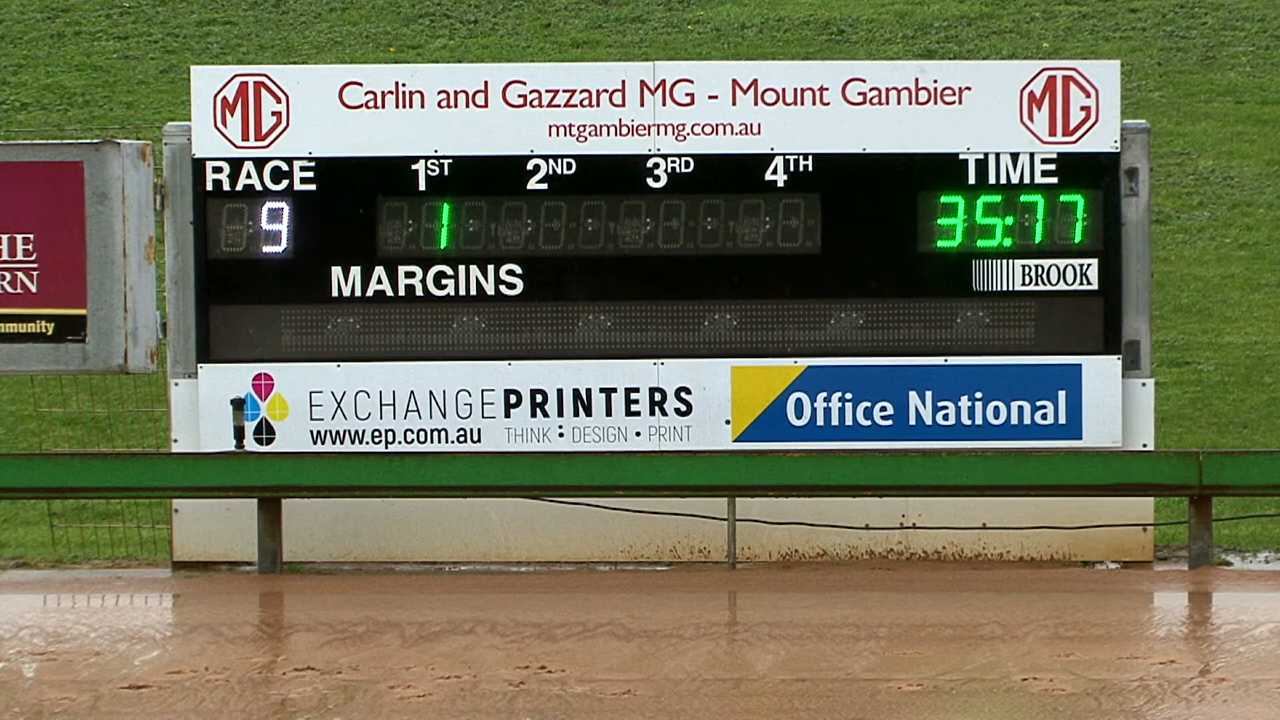 MG
Carlin and Gazzard MG - Mount Gambier
MG
mtgambiermg.com.au
RACE 1ST 2ND 3RD 4TH TIME
9 1 35:77
MARGINS
BROOK
HE
RN
mmunity
EXCHANGEPRINTERS
www.ep.com.au THINK : DESIGN • PRINT
Office National